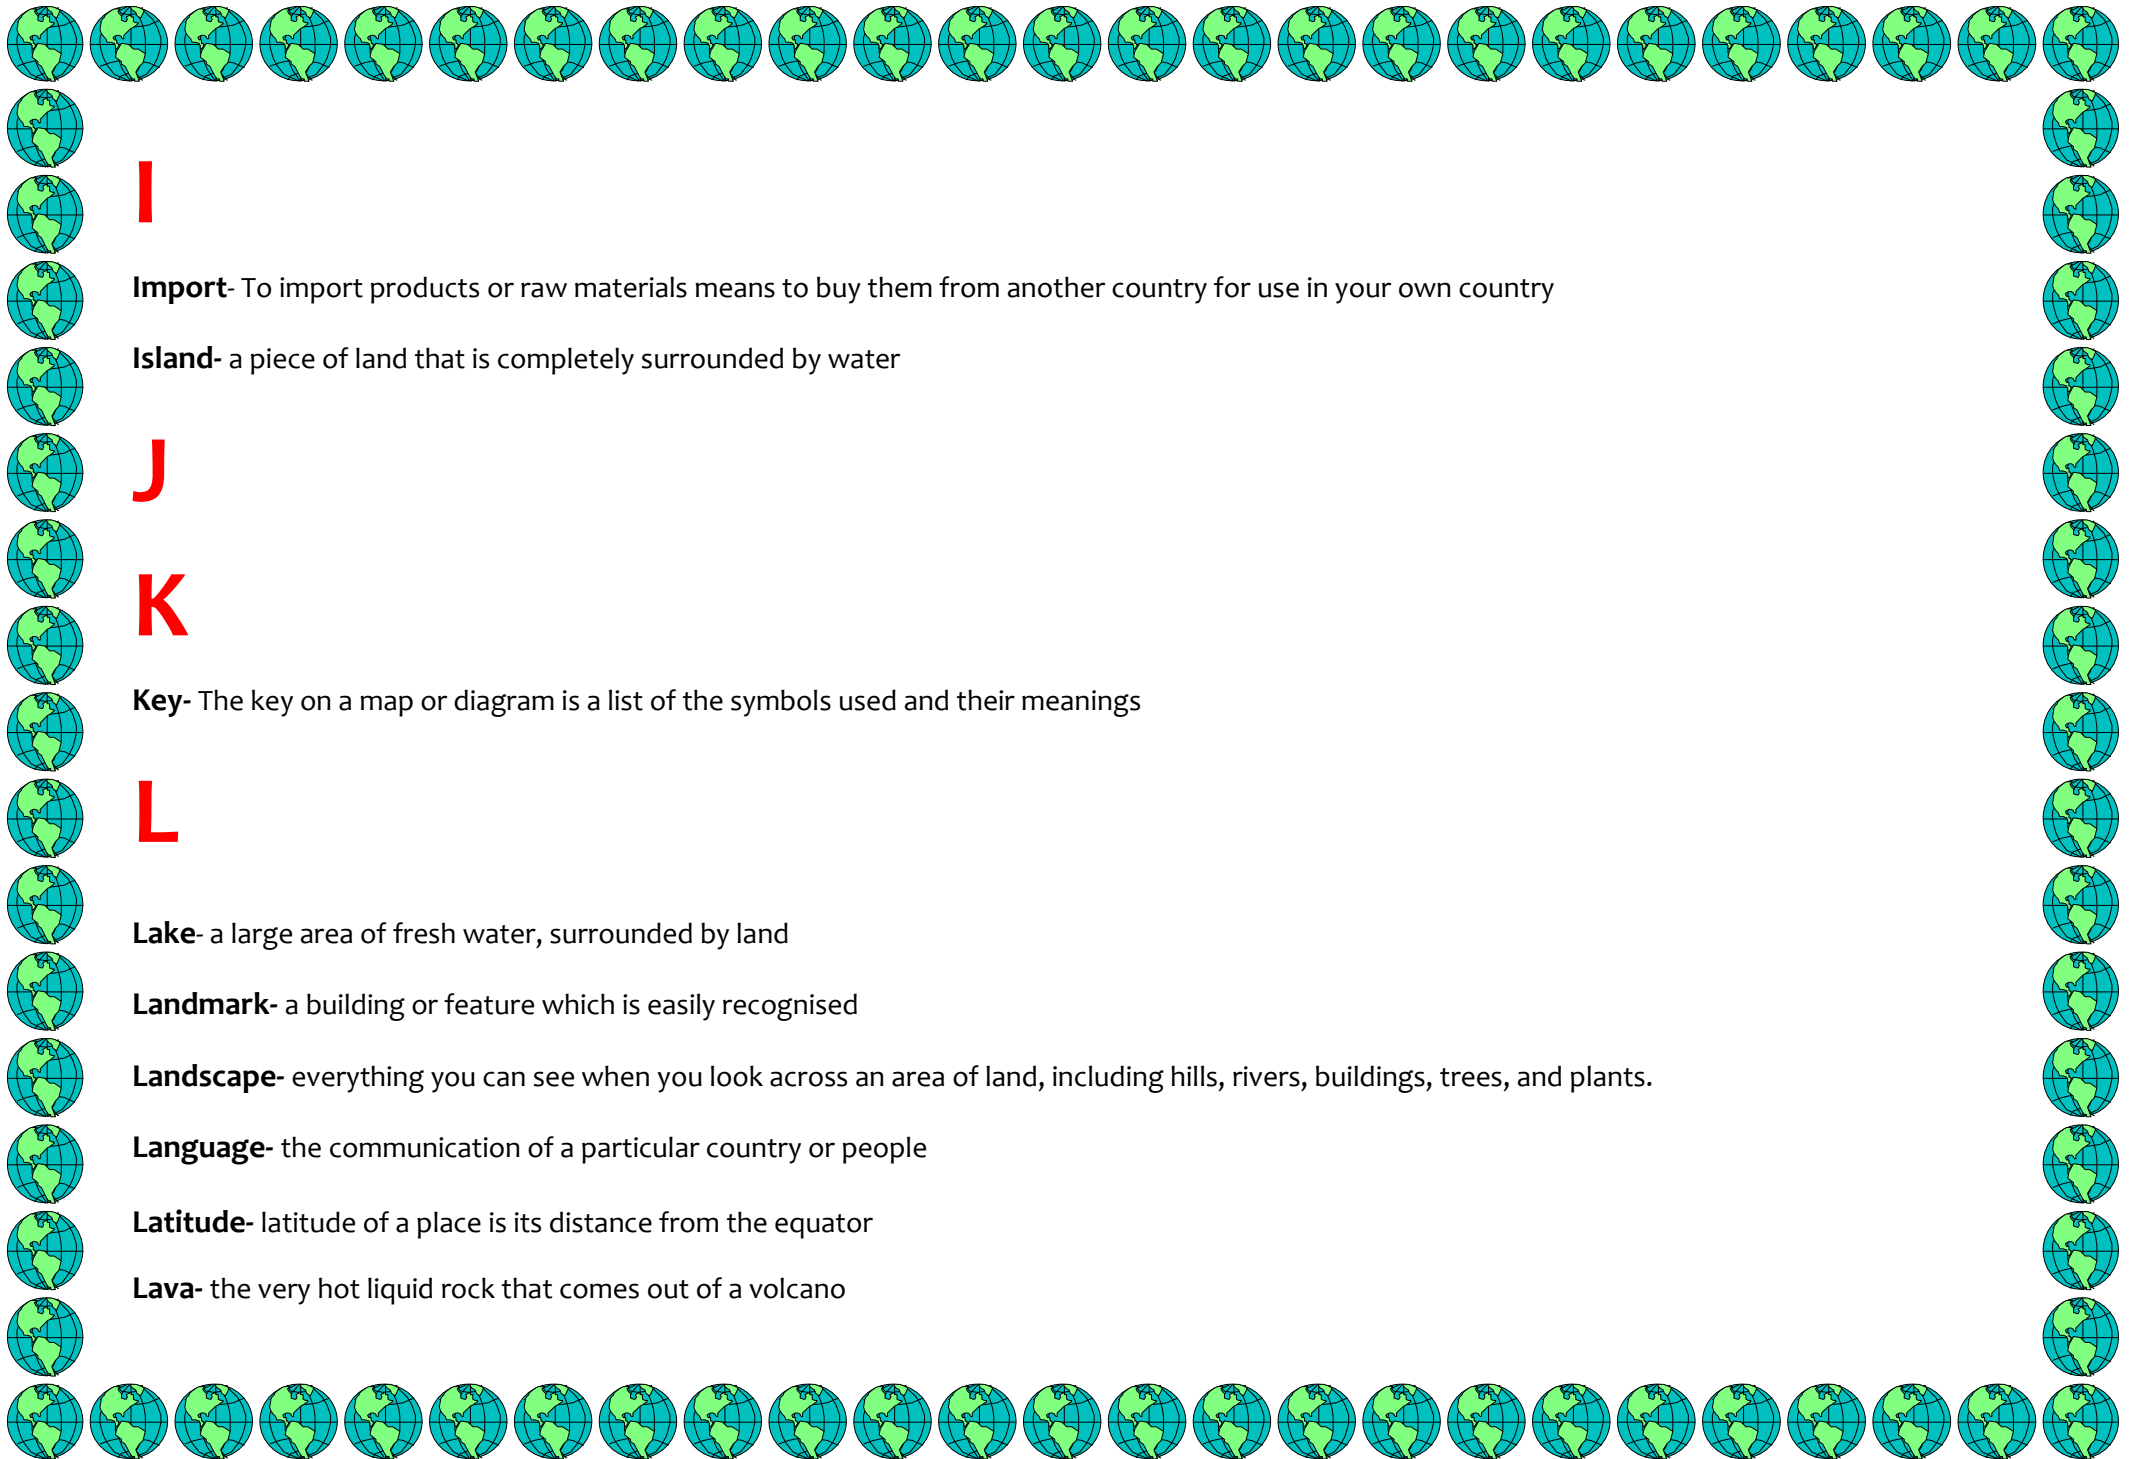 I
Import- To import products or raw materials means to buy them from another country for use in your own country
Island- a piece of land that is completely surrounded by water
J
K
Key- The key on a map or diagram is a list of the symbols used and their meanings
L
Lake- a large area of fresh water, surrounded by land
Landmark- a building or feature which is easily recognised
Landscape- everything you can see when you look across an area of land, including hills, rivers, buildings, trees, and plants.
Language- the communication of a particular country or people
Latitude- latitude of a place is its distance from the equator
Lava- the very hot liquid rock that comes out of a volcano